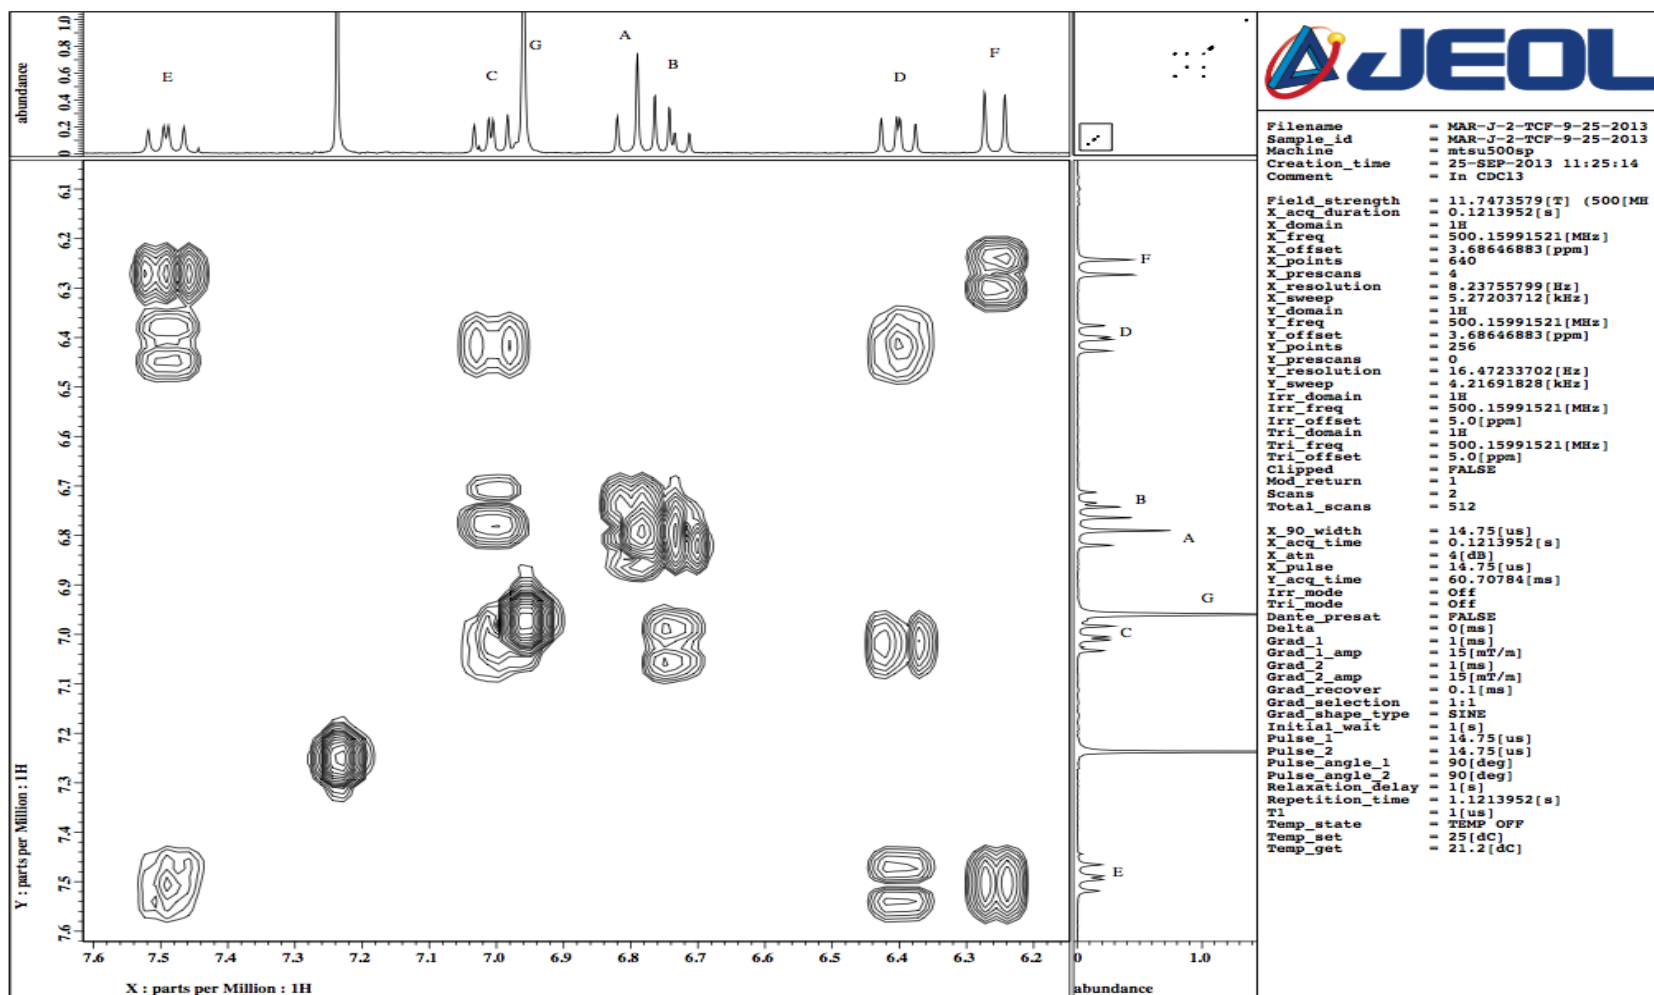 JEOL
1.0
0.8
0.6
0.4
0.2
0
abundance
E
C
G
A
B
D
F
6.1
6.2
6.3
6.4
6.5
6.6
6.7
6.8
6.9
7.0
7.1
7.2
7.3
7.4
7.5
7.6
Y : parts per Million : 1H
7.6 7.5 7.4 7.3 7.2 7.1 7.0 6.9 6.8 6.7 6.6 6.5 6.4 6.3 6.2
X : parts per Million : 1H
F
D
B
A
G
C
E
0 1.0
abundance
Filename = MAR-J-2-TCF-9-25-2013
Sample_id = MAR-J-2-TCF-9-25-2013
Machine = mtsu500sp
Creation_time = 25-SEP-2013 11:25:14
Comment = In CDCl3
Field_strength = 11.7473579[T] (500[MH
X_acq_duration = 0.1213952[s]
X_domain = 1H
X_freq = 500.15991521[MHz]
X_offset = 3.68646883[ppm]
X_points = 640
X_prescans = 4
X_resolution = 8.23755799[Hz]
X_sweep = 5.27203712[kHz]
Y_domain = 1H
Y_freq = 500.15991521[MHz]
Y_offset = 3.68646883[ppm]
Y_points = 256
Y_prescans = 0
Y_resolution = 16.47233702[Hz]
Y_sweep = 4.21691828[kHz]
Irr_domain = 1H
Irr_freq = 500.15991521[MHz]
Irr_offset = 5.0[ppm]
Tri_domain = 1H
Tri_freq = 500.15991521[MHz]
Tri_offset = 5.0[ppm]
Clipped = FALSE
Mod_return = 1
Scans = 2
Total_scans = 512
X_90_width = 14.75[us]
X_acq_time = 0.1213952[s]
X_atn = 4[dB]
X_pulse = 14.75[us]
Y_acq_time = 60.70784[ms]
Irr_mode = Off
Tri_mode = Off
Dante_presat = FALSE
Delta = 0[ms]
Grad_1 = 1[ms]
Grad_1_amp = 15[mT/m]
Grad_2 = 1[ms]
Grad_2_amp = 15[mT/m]
Grad_recover = 0.1[ms]
Grad_selection = 1:1
Grad_shape_type = SINE
Initial_wait = 1[s]
Pulse_1 = 14.75[us]
Pulse_2 = 14.75[us]
Pulse_angle_1 = 90[deg]
Pulse_angle_2 = 90[deg]
Relaxation_delay = 1[s]
Repetition_time = 1.1213952[s]
T1 = 1[us]
Temp_state = TEMP OFF
Temp_set = 25[dC]
Temp_get = 21.2[dC]